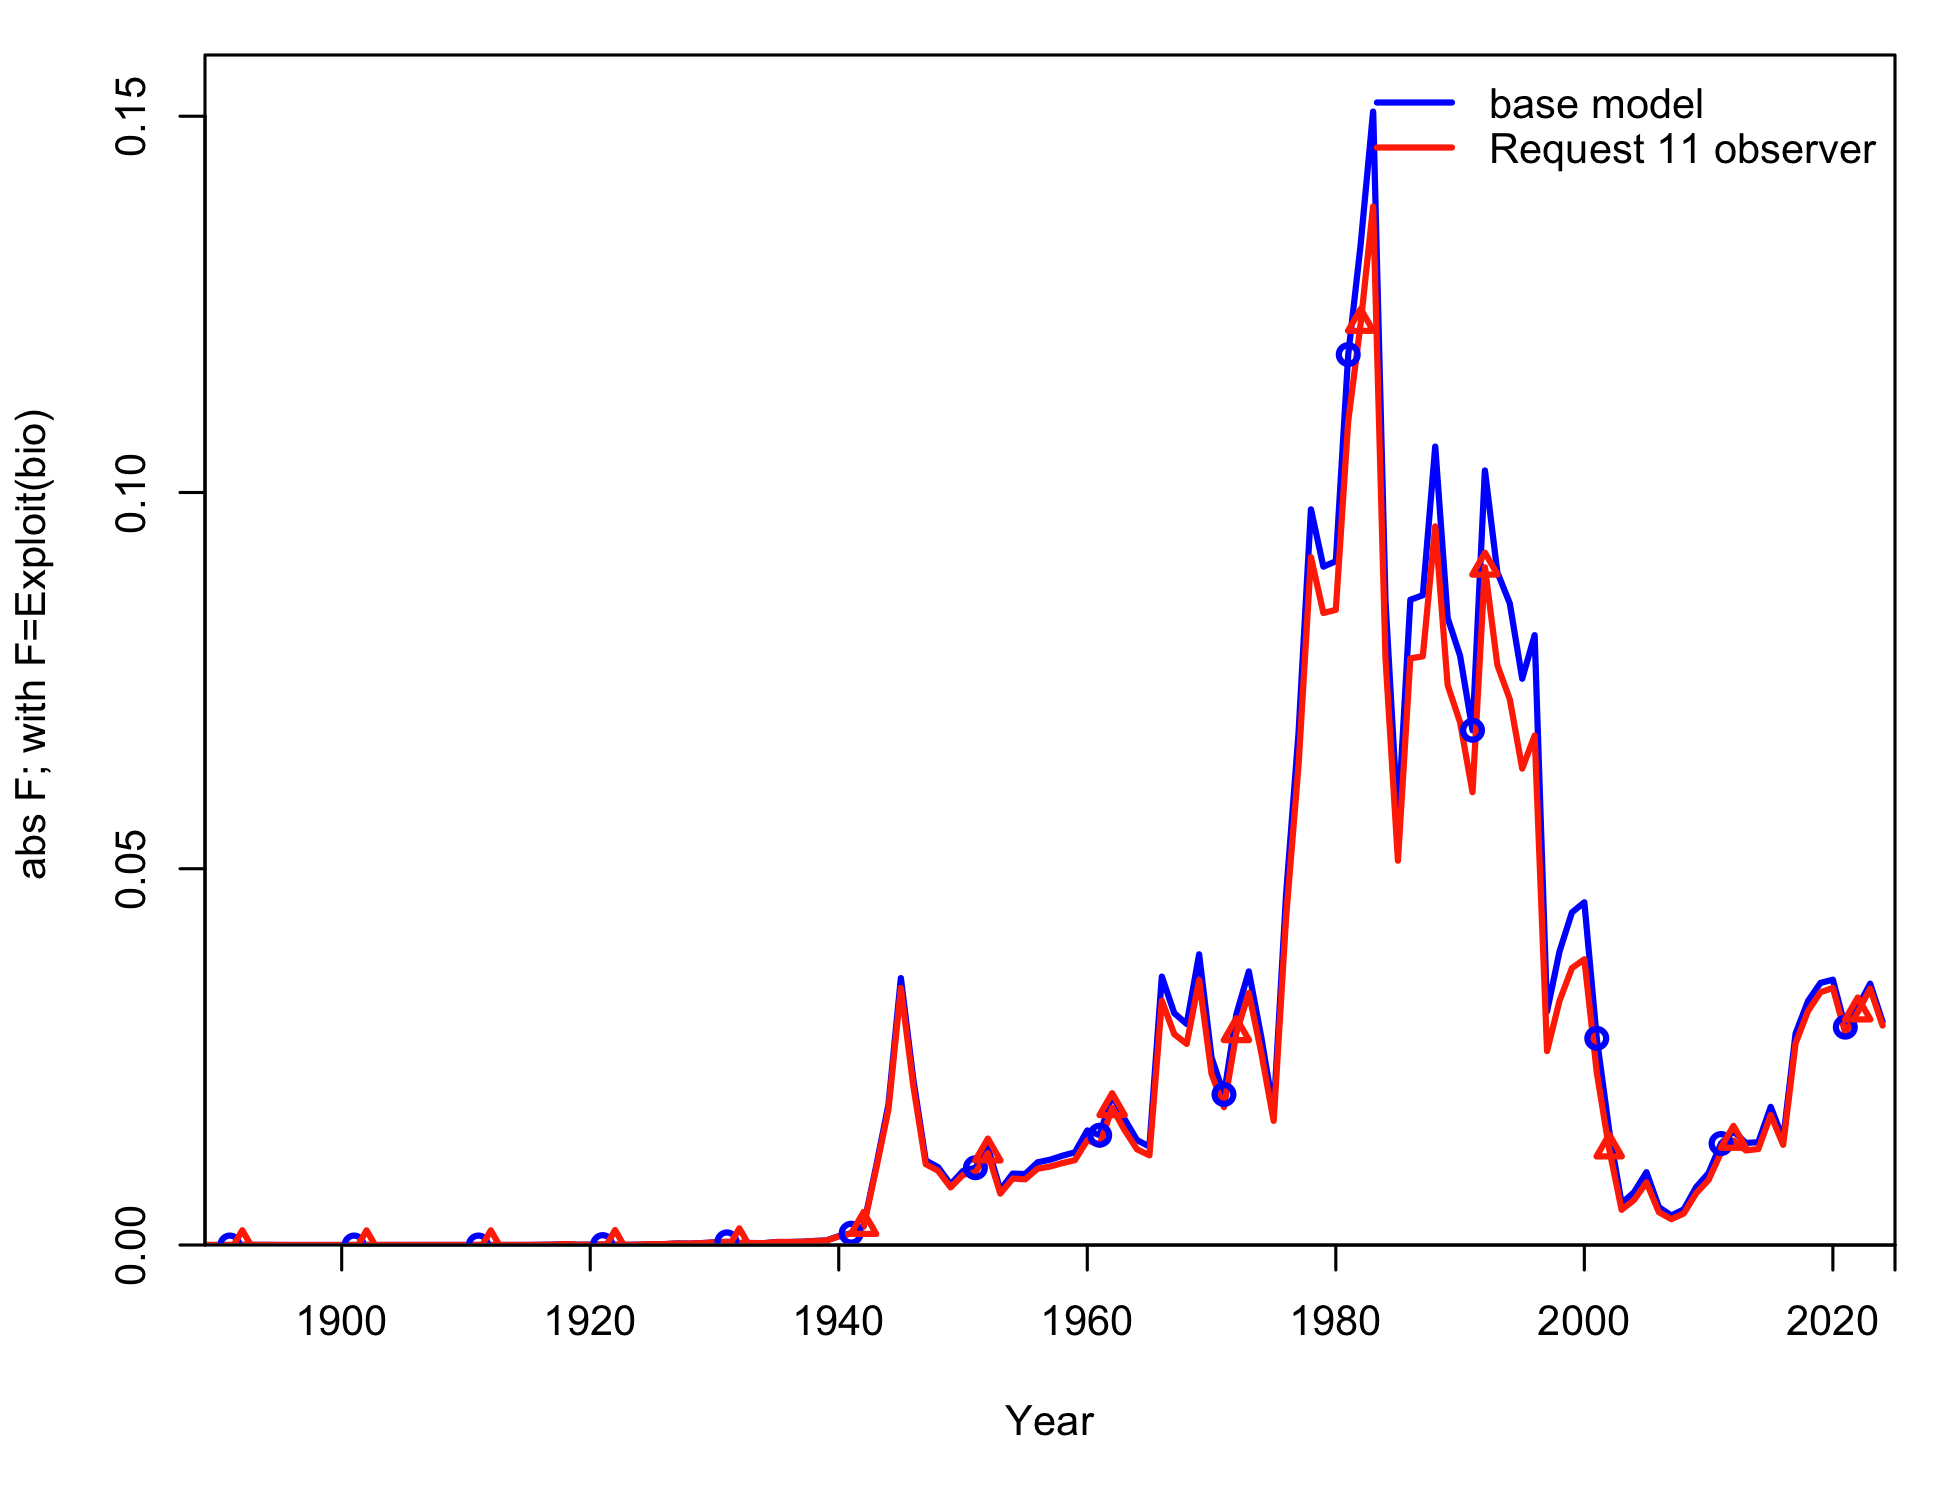 base model
Request 11 observer
abs F; with F=Exploit(bio)
0.15
0.10
0.05
0.00
1900 1920 1940 1960 1980 2000 2020
Year